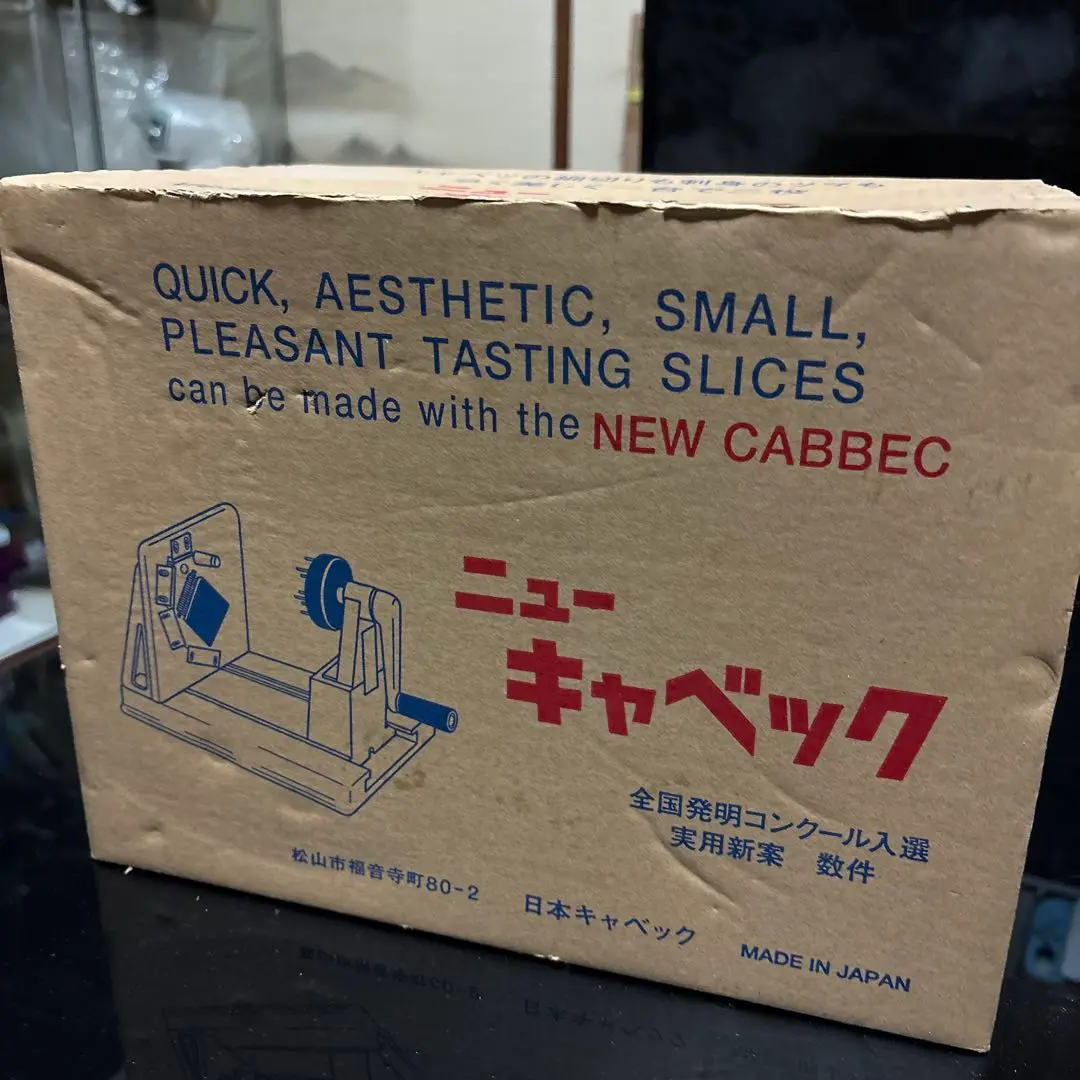 QUICK, AESTHETIC, SMALL,
PLEASANT TASTING SLICES
can be made with the NEW CABBEC
ニュー
キャベック
全国発明コンクール入選
実用新案 数件
松山市福音寺町80-2 日本キャベック MADE IN JAPAN